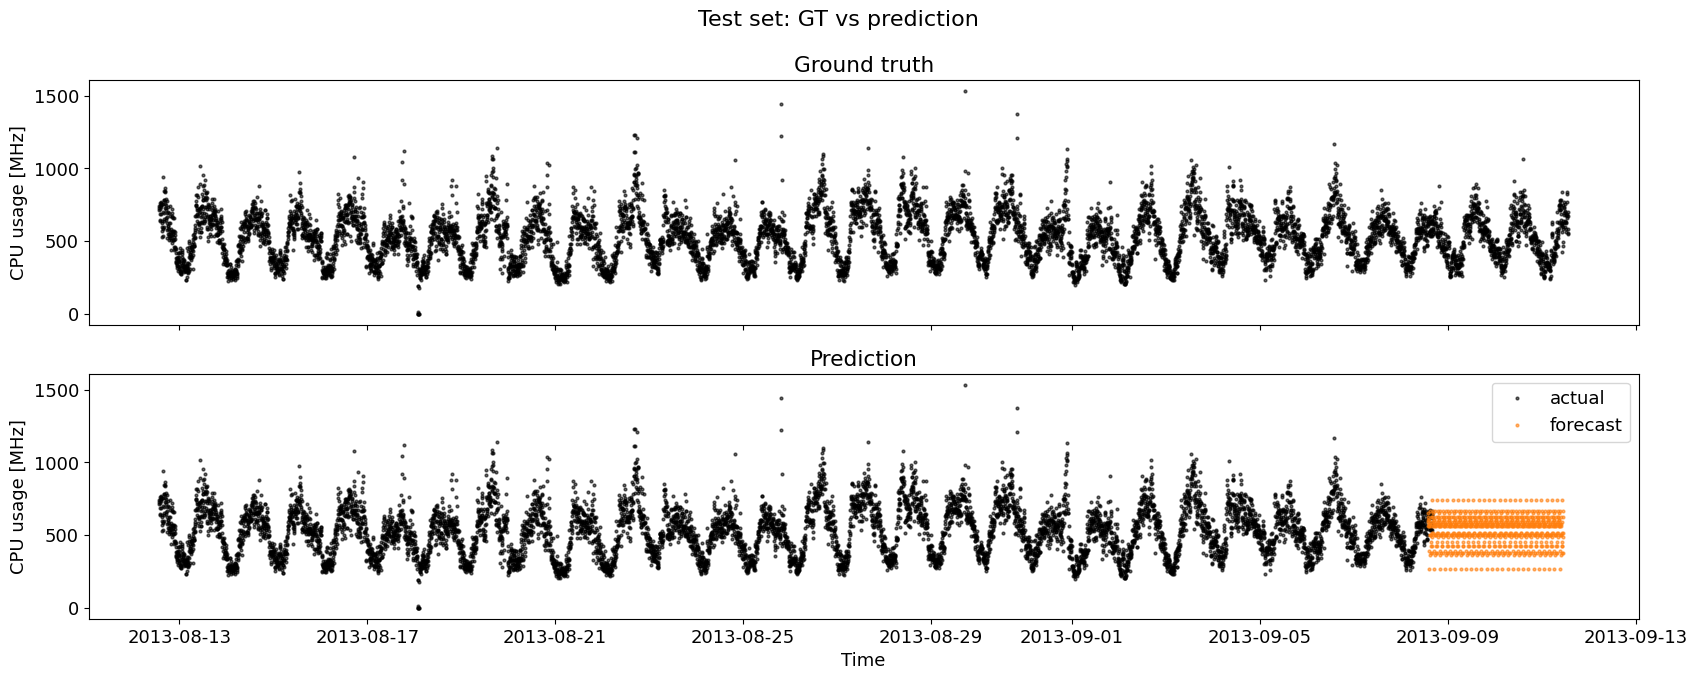 Test set: GT vs prediction
Ground truth
1500
1000
500
0
CPU usage [MHz]
Prediction
1500
1000
500
0
CPU usage [MHz]
actual
forecast
2013-08-13 2013-08-17 2013-08-21 2013-08-25 2013-08-29 2013-09-01 2013-09-05 2013-09-09 2013-09-13
Time